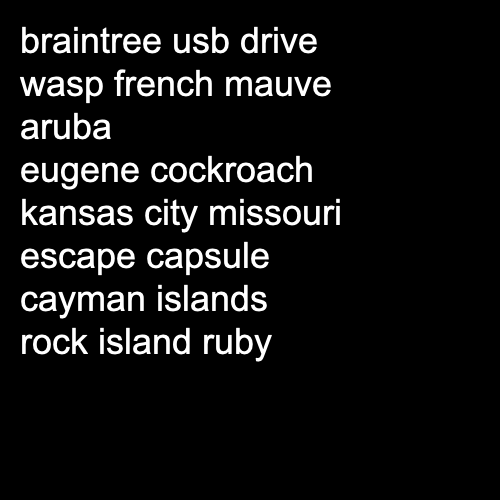 braintree usb drive
wasp french mauve
aruba
eugene cockroach
kansas city missouri
escape capsule
cayman islands
rock island ruby